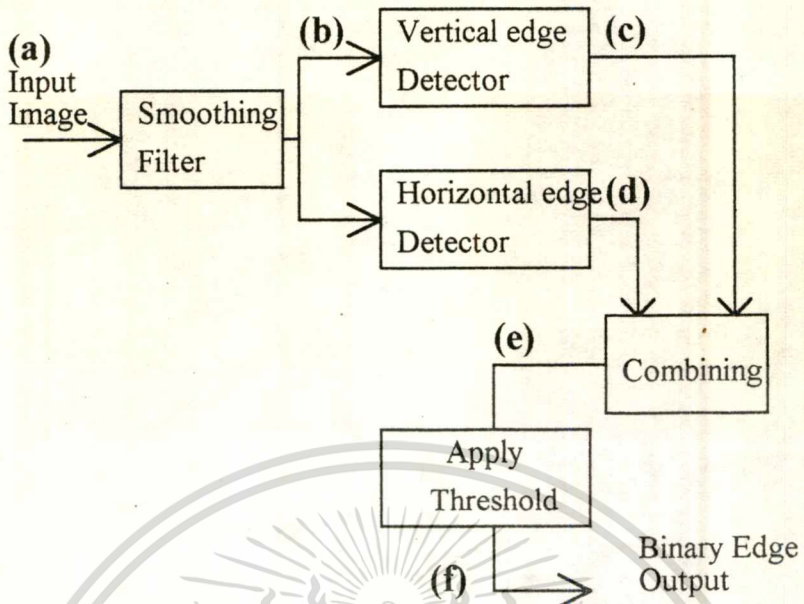 (a)
Input
Image
Smoothing
Filter
(b)
Vertical edge
Detector
(c)
Horizontal edge
Detector
(d)
Combining
(e)
Apply
Threshold
(f)
Binary Edge
Output